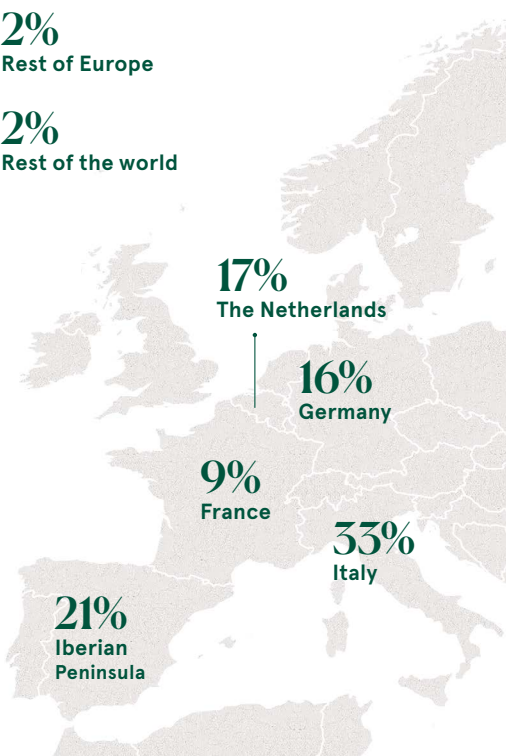 2%
Rest of Europe
2%
Rest of the world
17%
The Netherlands
16%
Germany
9%
France
33%
Italy
21%
Iberian
Peninsula